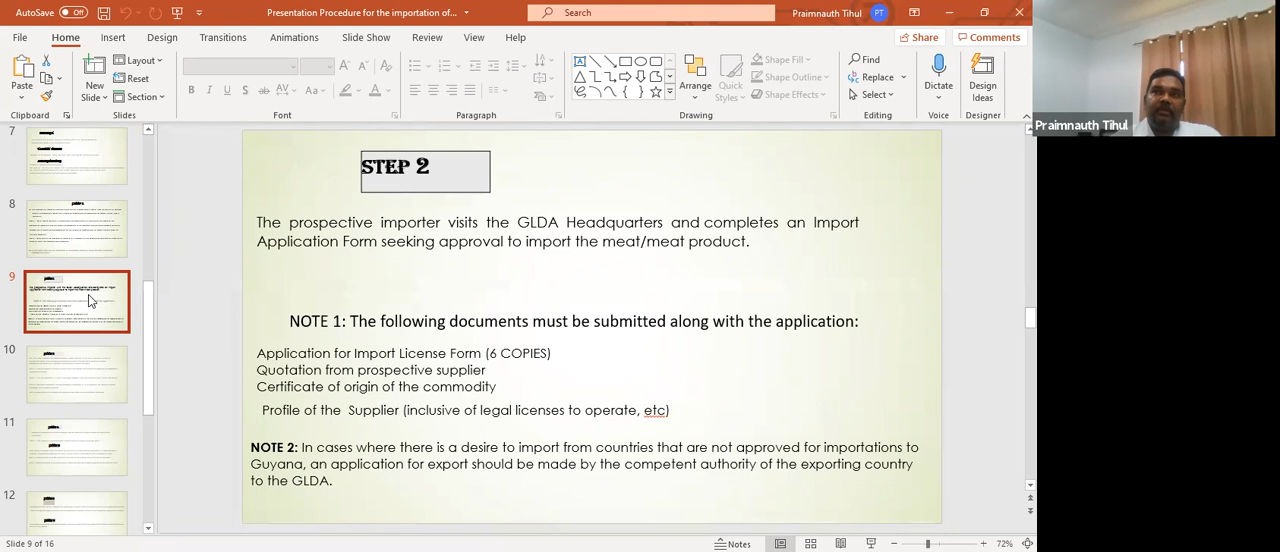 AutoSave Off
Presentation Procedure for the importation of...
Search
Praimnauth Tihul PT
File Home Insert Design Transitions Animations Slide Show Review View Help
Share Comments
Paste
New Slide
Layout
Reset
Section
Arrange
Quick Styles
Shape Fill
Shape Outline
Shape Effects
Find
Replace
Select
Dictate
Design Ideas
Clipboard Slides Font Paragraph Drawing Editing Voice Designer
Praimnauth Tihul
7
8
9
10
11
12
STEP 2
The prospective importer visits the GLDA Headquarters and completes an Import
Application Form seeking approval to import the meat/meat product.
NOTE 1: The following documents must be submitted along with the application:
Application for Import License Form COPIES)
Quotation from prospective supplier
Certificate of origin of the commodity
Profile of the Supplier (inclusive of legal licenses to operate, etc)
NOTE 2: In cases where there is a desire to import from countries that are not approved for importations to
Guyana, an application for export should be made by the competent authority of the exporting country
to the GLDA.
Slide 9 of 16
Notes
72%